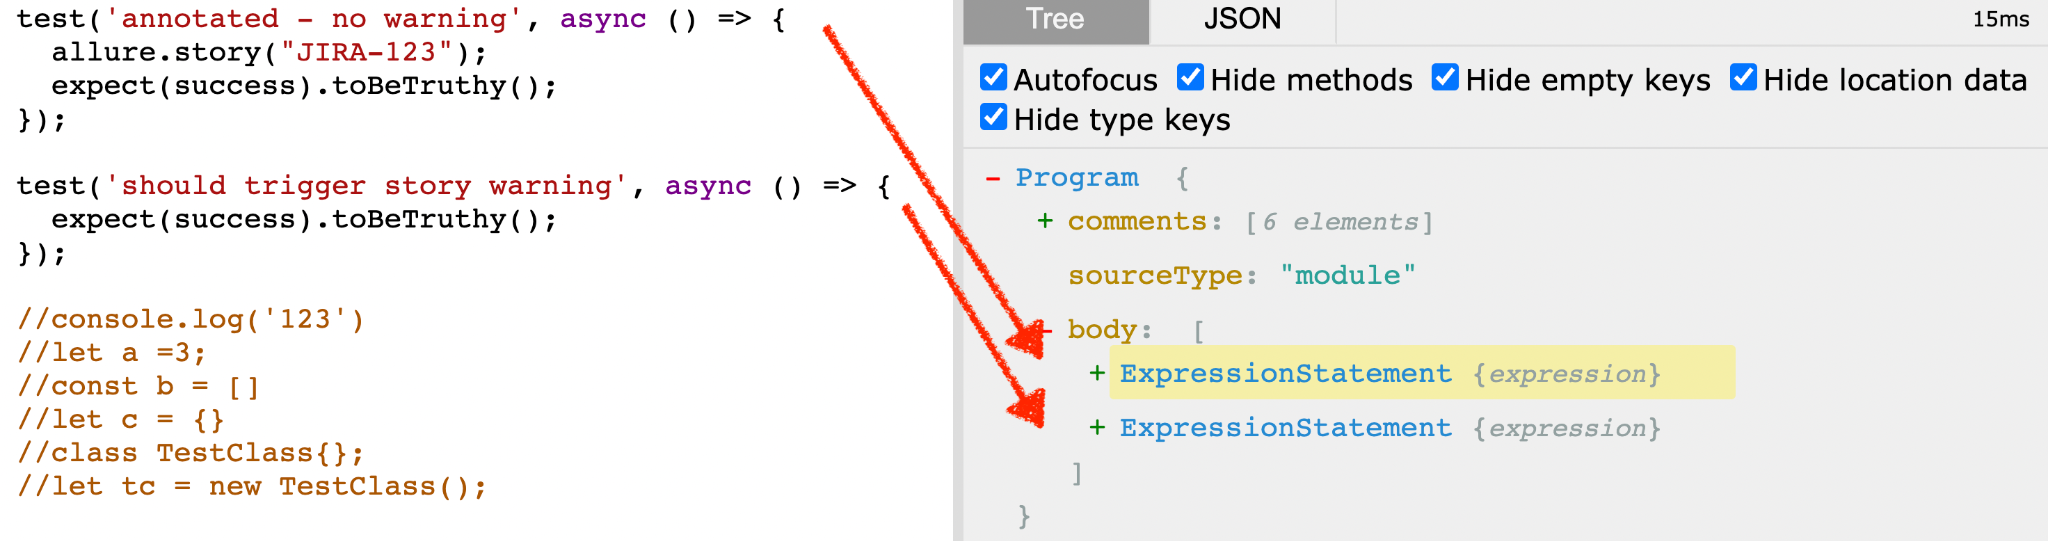 test('annotated - no warning', async () => {
  allure.story("JIRA-123");
  expect(success).toBeTruthy();
});
test('should trigger story warning', async () => {
  expect(success).toBeTruthy();
});
//console.log('123')
//let a =3;
//const b = []
//let c = {}
//class TestClass{};
//let tc = new TestClass();
Tree JSON 15ms
Autofocus Hide methods Hide empty keys Hide location data
Hide type keys
- Program {
+ comments: [6 elements]
sourceType: "module"
- body: [
+ ExpressionStatement {expression}
+ ExpressionStatement {expression}
]
}